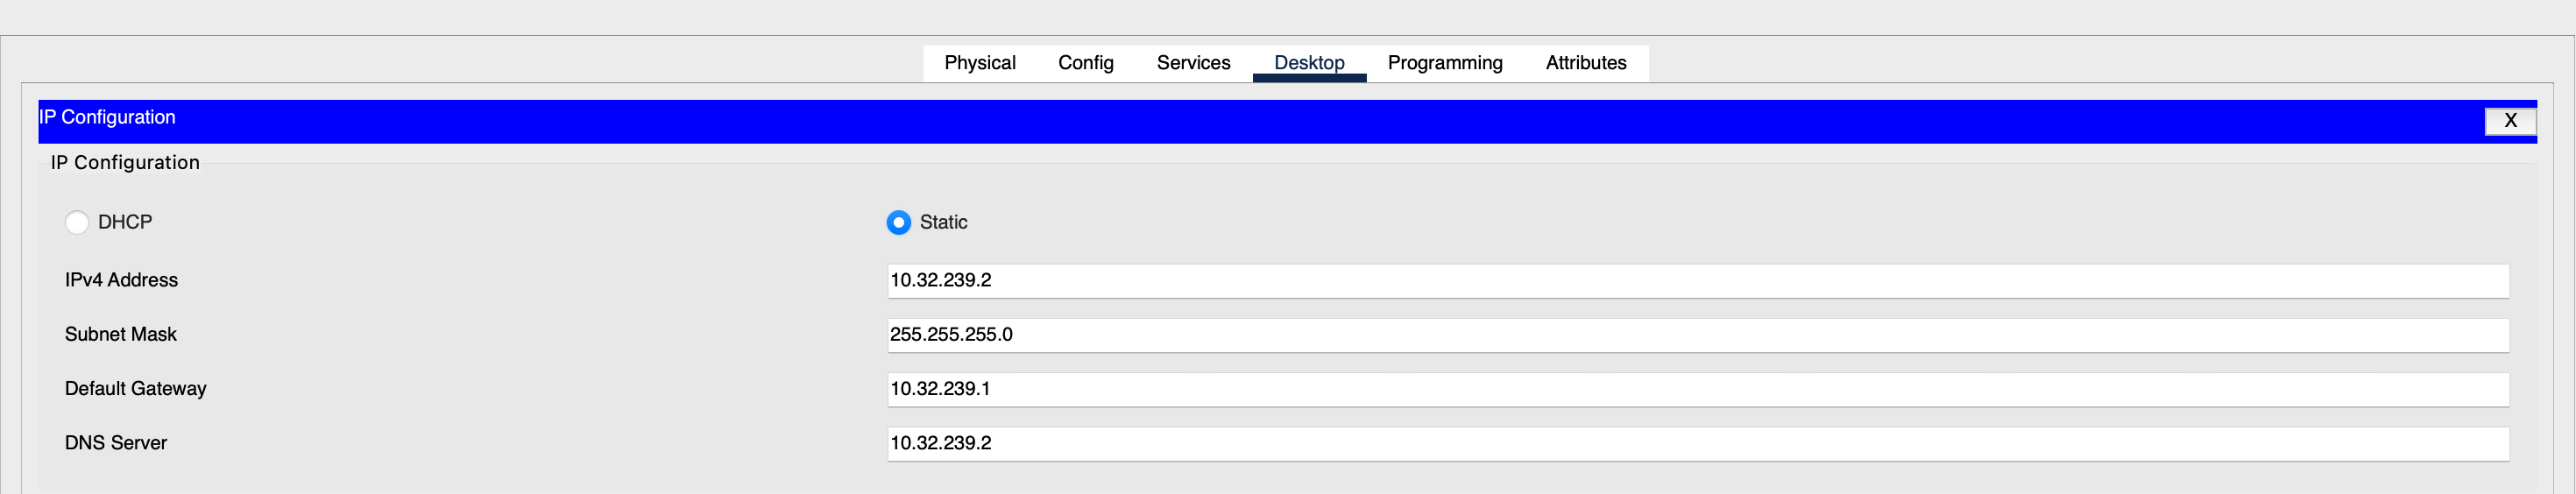 Physical Config Services Desktop Programming Attributes
IP Configuration X
IP Configuration
DHCP Static
IPv4 Address 10.32.239.2
Subnet Mask 255.255.255.0
Default Gateway 10.32.239.1
DNS Server 10.32.239.2